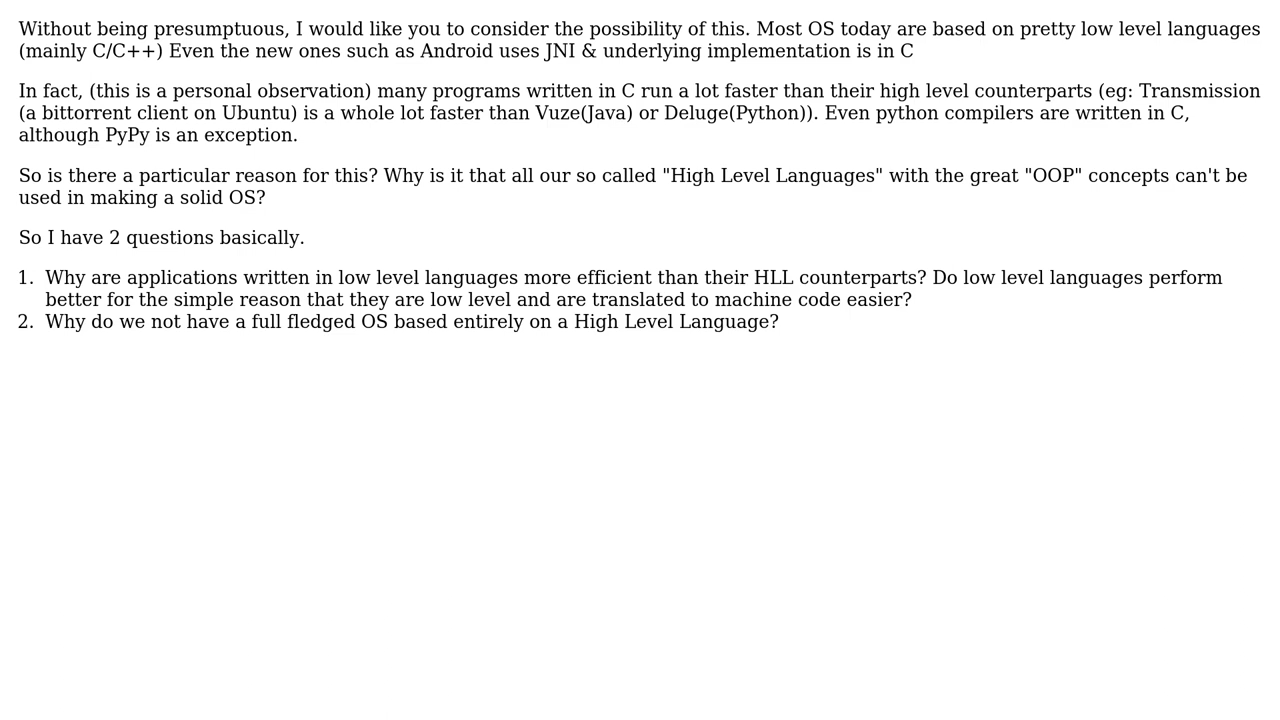 Without being presumptuous, I would like you to consider the possibility of this. Most OS today are based on pretty low level languages
(mainly C/C++) Even the new ones such as Android uses JNI & underlying implementation is in C
In fact, (this is a personal observation) many programs written in C run a lot faster than their high level counterparts (eg: Transmission
(a bittorrent client on Ubuntu) is a whole lot faster than Vuze(Java) or Deluge(Python)). Even python compilers are written in C,
although PyPy is an exception.
So is there a particular reason for this? Why is it that all our so called "High Level Languages" with the great "OOP" concepts can't be
used in making a solid OS?
So I have 2 questions basically.
1. Why are applications written in low level languages more efficient than their HLL counterparts? Do low level languages perform
better for the simple reason that they are low level and are translated to machine code easier?
2. Why do we not have a full fledged OS based entirely on a High Level Language?